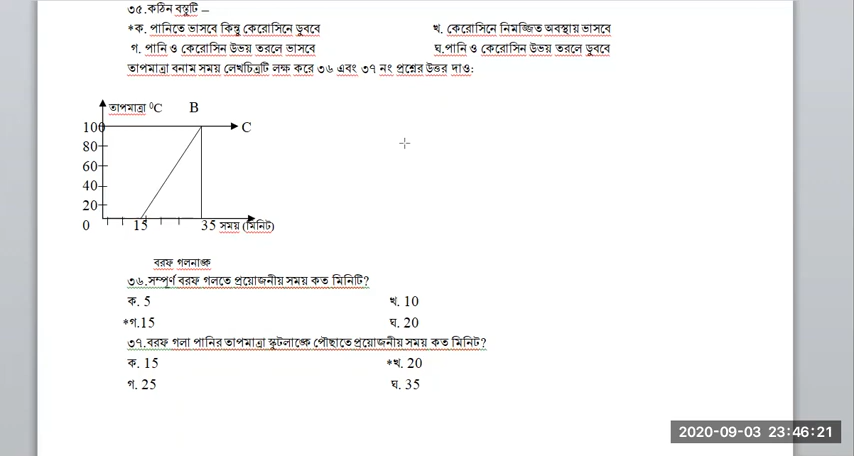 ৩৫.কঠিন বস্তুটি –
*ক. পানিতে ভাসবে কিন্তু কেরোসিনে ডুববে খ. কেরোসিনে নিমজ্জিত অবস্থায় ভাসবে
গ. পানি ও কেরোসিন উভয় তরলে ভাসবে ঘ.পানি ও কেরোসিন উভয় তরলে ডুববে
তাপমাত্রা বনাম সময় লেখচিত্রটি লক্ষ করে ৩৬ এবং ৩৭ নং প্রশ্নের উত্তর দাও:
তাপমাত্রা ⁰C B
100 C
80
60
40
20
0 15 35 সময় (মিনিট)
বরফ গলনাঙ্ক
৩৬.সম্পূর্ণ বরফ গলতে প্রয়োজনীয় সময় কত মিনিটি?
ক. 5 খ. 10
*গ.15 ঘ. 20
৩৭.বরফ গলা পানির তাপমাত্রা স্ফুটনাঙ্কে পৌছাতে প্রয়োজনীয় সময় কত মিনিট?
ক. 15 *খ. 20
গ. 25 ঘ. 35
2020-09-03 23:46:21